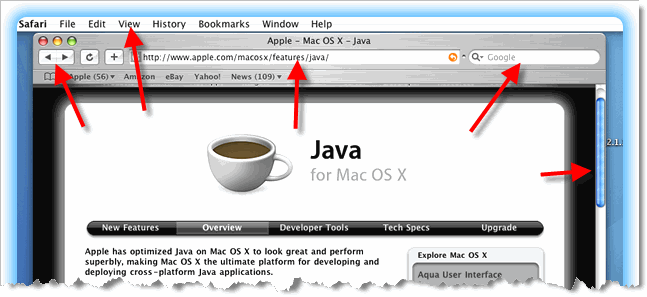 Safari File Edit View History Bookmarks Window Help
Apple - Mac OS X - Java
http://www.apple.com/macosx/features/java/ Google
Apple (56) Amazon eBay Yahoo! News (109)
2.1.
Java
for Mac OS X
New Features Overview Developer Tools Tech Specs Upgrade
Apple has optimized Java on Mac OS X to look great and perform
superbly, making Mac OS X the ultimate platform for developing and
deploying cross-platform Java applications.
Explore Mac OS X
Aqua User Interface